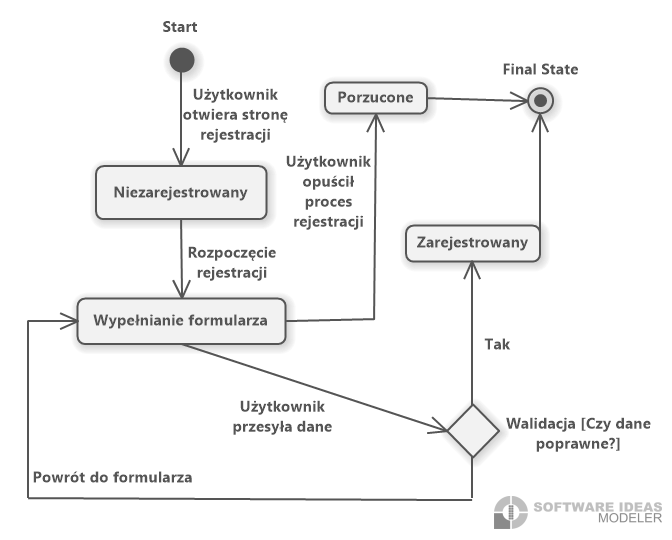 Start
Final State
Użytkownik
otwiera stronę
rejestracji
Porzucone
Użytkownik
opuścił
proces
rejestracji
Niezarejestrowany
Zarejestrowany
Rozpoczęcie
rejestracji
Wypełnianie formularza
Tak
Użytkownik
przesyła dane
Walidacja [Czy dane
poprawne?]
Powrót do formularza
SOFTWARE IDEAS
MODELER